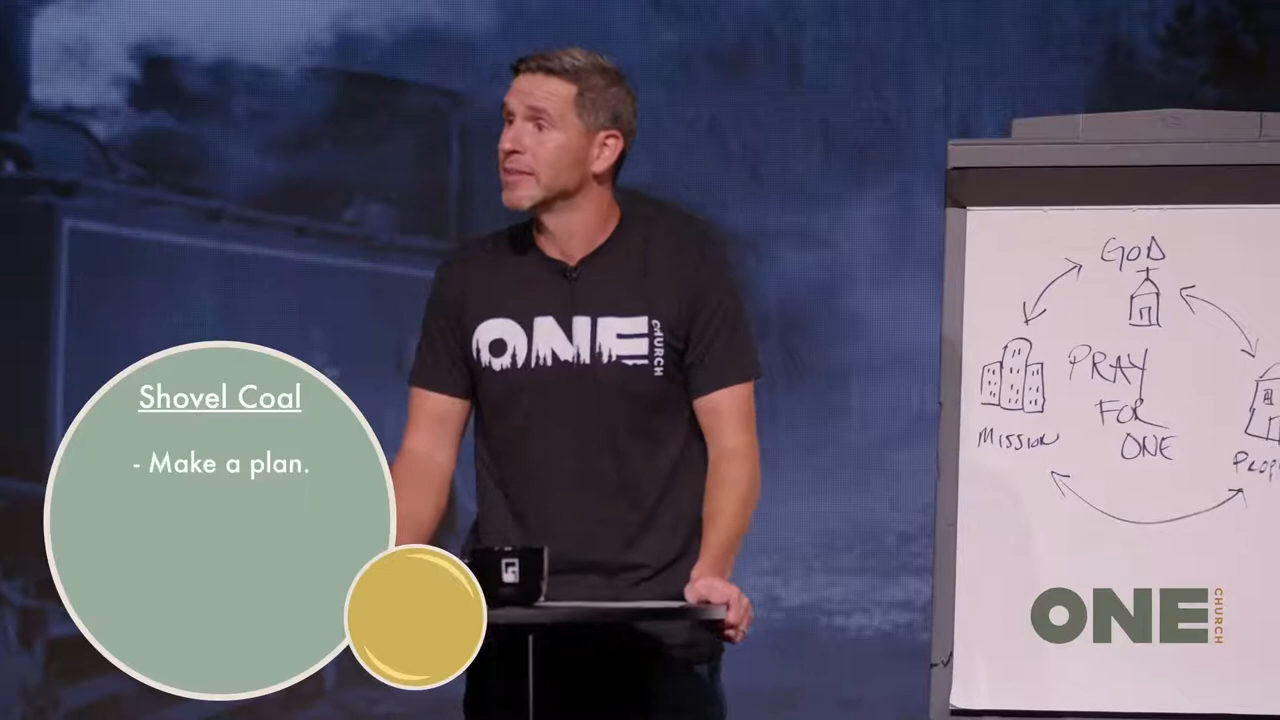 Shovel Coal
- Make a plan.
ONE
CHURCH
GOD
PRAY
FOR
ONE
MISSION
ONE
CHURCH